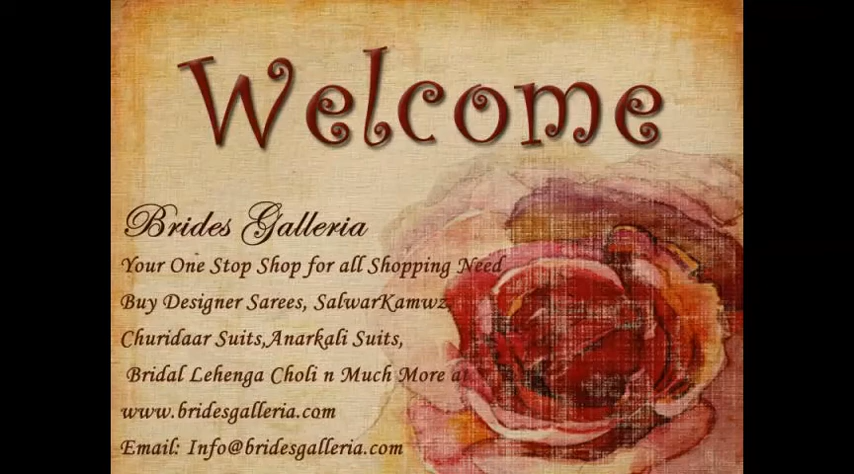 Welcome
Brides Galleria
Your One Stop Shop for all Shopping Need
Buy Designer Sarees, SalwarKamwz,
Churidaar Suits,Anarkali Suits,
Bridal Lehenga Choli n Much More at
www.bridesgalleria.com
Email: Info@bridesgalleria.com